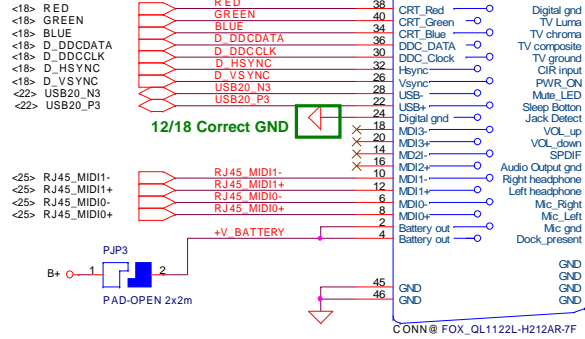 <18> RED RED 38 CRT_Red Digital gnd
<18> GREEN GREEN 40 CRT_Green TV Luma
<18> BLUE BLUE 34 CRT_Blue TV chroma
<18> D_DDCDATA D_DDCDATA 36 DDC_DATA TV composite
<18> D_DDCCLK D_DDCCLK 30 DDC_Clock TV ground
<18> D_HSYNC D_HSYNC 32 Hsync CIR input
<18> D_VSYNC D_VSYNC 26 Vsync PWR_ON
<22> USB20_N3 USB20_N3 28 USB- Mute_LED
<22> USB20_P3 USB20_P3 22 USB+ Sleep Botton
24 Digital gnd Jack Detect
12/18 Correct GND 18 MDI3- VOL_up
20 MDI3+ VOL_down
14 MD2I- SPDIF
16 MDI2+ Audio Output gnd
<25> RJ45_MIDI1- RJ45_MIDI1- 10 MDI1- Right headphone
<25> RJ45_MIDI1+ RJ45_MIDI1+ 12 MDI1+ Left headphone
<25> RJ45_MIDI0- RJ45_MIDI0- 6 MDI0- Mic_Right
<25> RJ45_MIDI0+ RJ45_MIDI0+ 8 MDI0+ Mic_Left
2 Battery out Mic gnd
+V_BATTERY 4 Battery out Dock_present
PJP3
B+ 1 2 GND
GND
45 GND GND
46 GND GND
PAD-OPEN 2x2m
CONN@ FOX_QL1122L-H212AR-7F